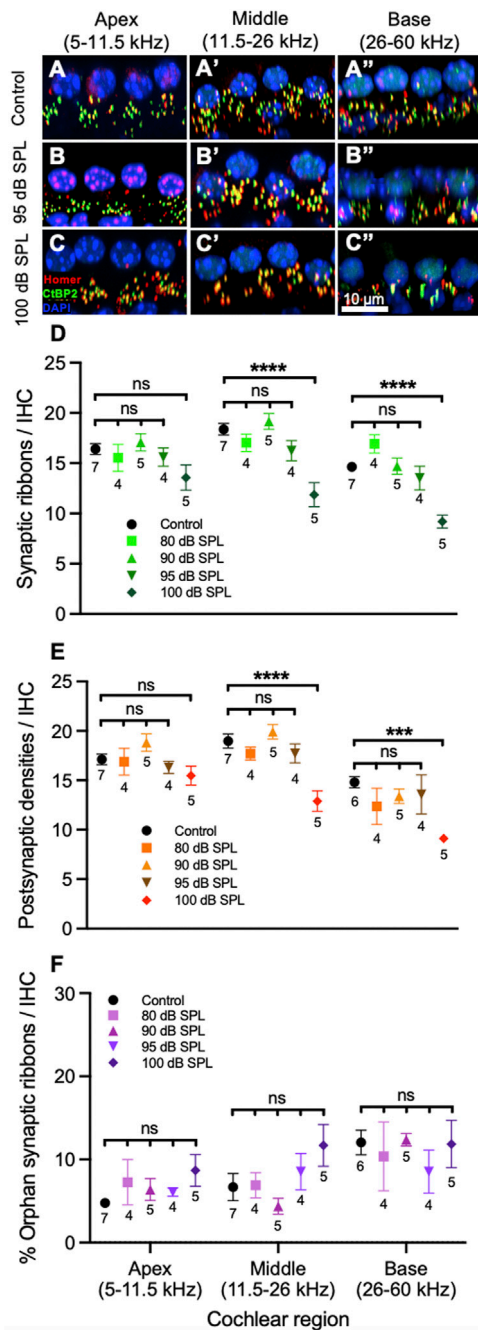 Apex Middle Base
(5-11.5 kHz) (11.5-26 kHz) (26-60 kHz)
Control
A A' A"
95 dB SPL
B B' B"
100 dB SPL
C C' C"
Homer
CtBP2
DAPI
10 µm
D
Synaptic ribbons / IHC
25
20
15
10
5
0
ns
ns
7 4 5 4 5
****
ns
7 4 5 4 5
****
ns
7 4 5 4 5
Control
80 dB SPL
90 dB SPL
95 dB SPL
100 dB SPL
E
Postsynaptic densities / IHC
25
20
15
10
5
0
ns
ns
7 4 5 4 5
****
ns
7 4 5 4 5
***
ns
6 4 5 4 5
Control
80 dB SPL
90 dB SPL
95 dB SPL
100 dB SPL
F
% Orphan synaptic ribbons / IHC
30
20
10
0
Control
80 dB SPL
90 dB SPL
95 dB SPL
100 dB SPL
ns
7 4 5 4 5
ns
7 4 5 4 5
ns
6 4 5 4 5
Apex Middle Base
(5-11.5 kHz) (11.5-26 kHz) (26-60 kHz)
Cochlear region